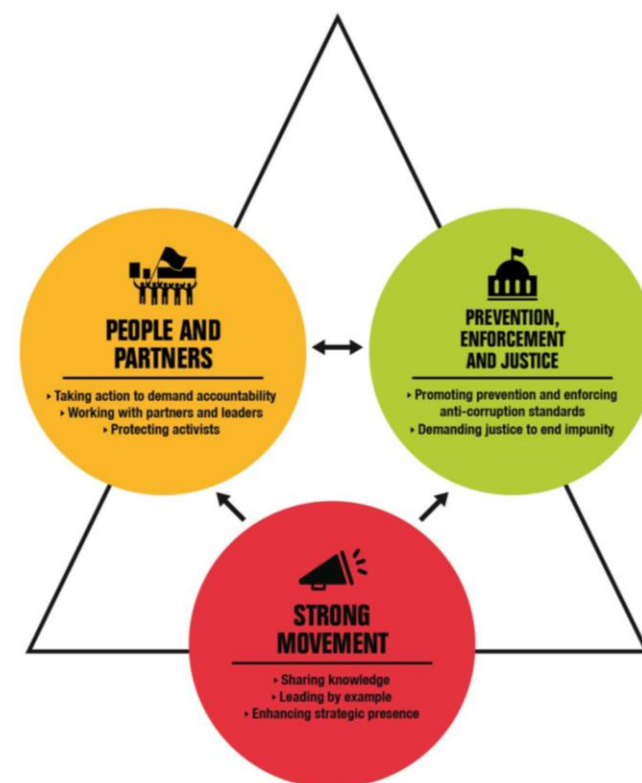 PEOPLE AND
PARTNERS
‣ Taking action to demand accountability
‣ Working with partners and leaders
‣ Protecting activists
PREVENTION,
ENFORCEMENT
AND JUSTICE
‣ Promoting prevention and enforcing
anti-corruption standards
‣ Demanding justice to end impunity
STRONG
MOVEMENT
‣ Sharing knowledge
‣ Leading by example
‣ Enhancing strategic presence